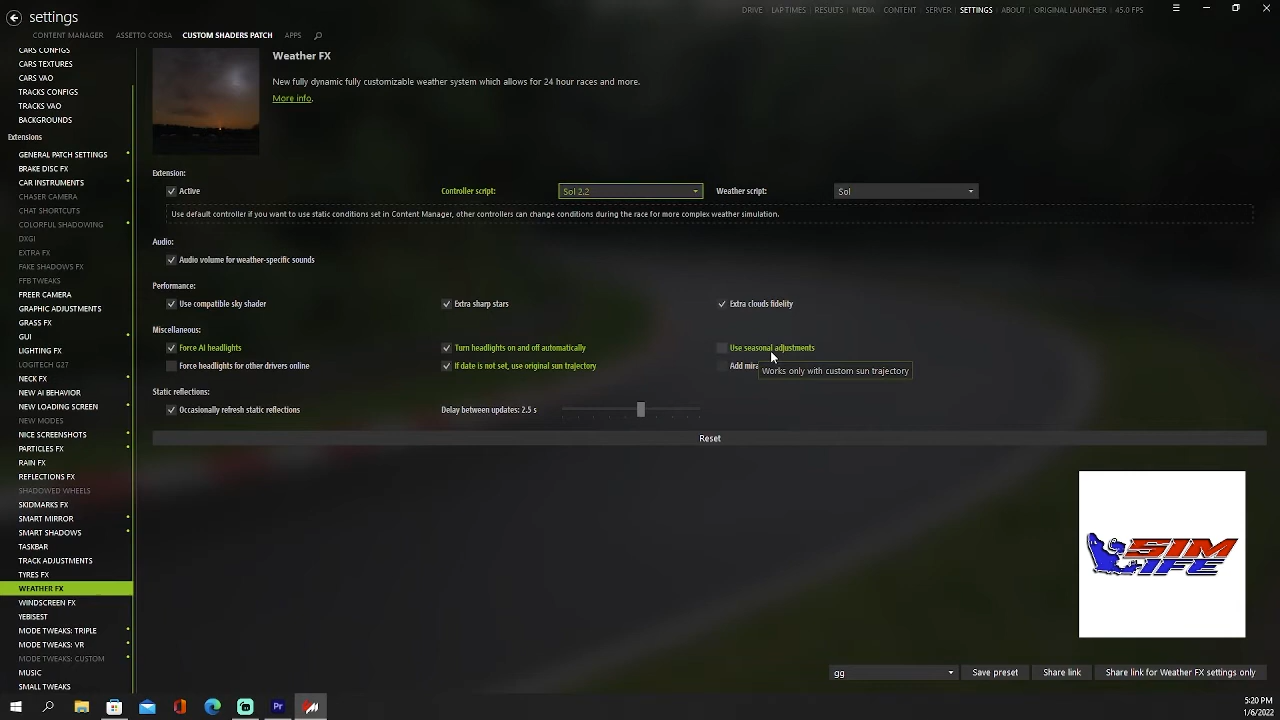 settings
DRIVE LAP TIMES RESULTS MEDIA CONTENT SERVER SETTINGS ABOUT ORIGINAL LAUNCHER 45.0 FPS
CONTENT MANAGER ASSETTO CORSA CUSTOM SHADERS PATCH APPS
CARS CONFIGS
CARS TEXTURES
CARS VAO
TRACKS CONFIGS
TRACKS VAO
BACKGROUNDS
Extensions
GENERAL PATCH SETTINGS
BRAKE DISC FX
CAR INSTRUMENTS
CHASER CAMERA
CHAT SHORTCUTS
COLORFUL SHADOWING
DXGI
EXTRA FX
FAKE SHADOWS FX
FFB TWEAKS
FREER CAMERA
GRAPHIC ADJUSTMENTS
GRASS FX
GUI
LIGHTING FX
LOGITECH G27
NECK FX
NEW AI BEHAVIOR
NEW LOADING SCREEN
NEW MODES
NICE SCREENSHOTS
PARTICLES FX
RAIN FX
REFLECTIONS FX
SHADOWED WHEELS
SKIDMARKS FX
SMART MIRROR
SMART SHADOWS
TASKBAR
TRACK ADJUSTMENTS
TYRES FX
WEATHER FX
WINDSCREEN FX
YEBISEST
MODE TWEAKS: TRIPLE
MODE TWEAKS: VR
MODE TWEAKS: CUSTOM
MUSIC
SMALL TWEAKS
Weather FX
New fully dynamic fully customizable weather system which allows for 24 hour races and more.
More info.
Extension:
Active Controller script: Sol 2.2 Weather script: Sol
Use default controller if you want to use static conditions set in Content Manager, other controllers can change conditions during the race for more complex weather simulation.
Audio:
Audio volume for weather-specific sounds
Performance:
Use compatible sky shader Extra sharp stars Extra clouds fidelity
Miscellaneous:
Force AI headlights Turn headlights on and off automatically Use seasonal adjustments
Force headlights for other drivers online If date is not set, use original sun trajectory Add
Works only with custom sun trajectory
Static reflections:
Occasionally refresh static reflections Delay between updates: 2.5 s
Reset
SIM
LIFE
gg Save preset Share link Share link for Weather FX settings only
Pr
5:20 PM
1/6/2022